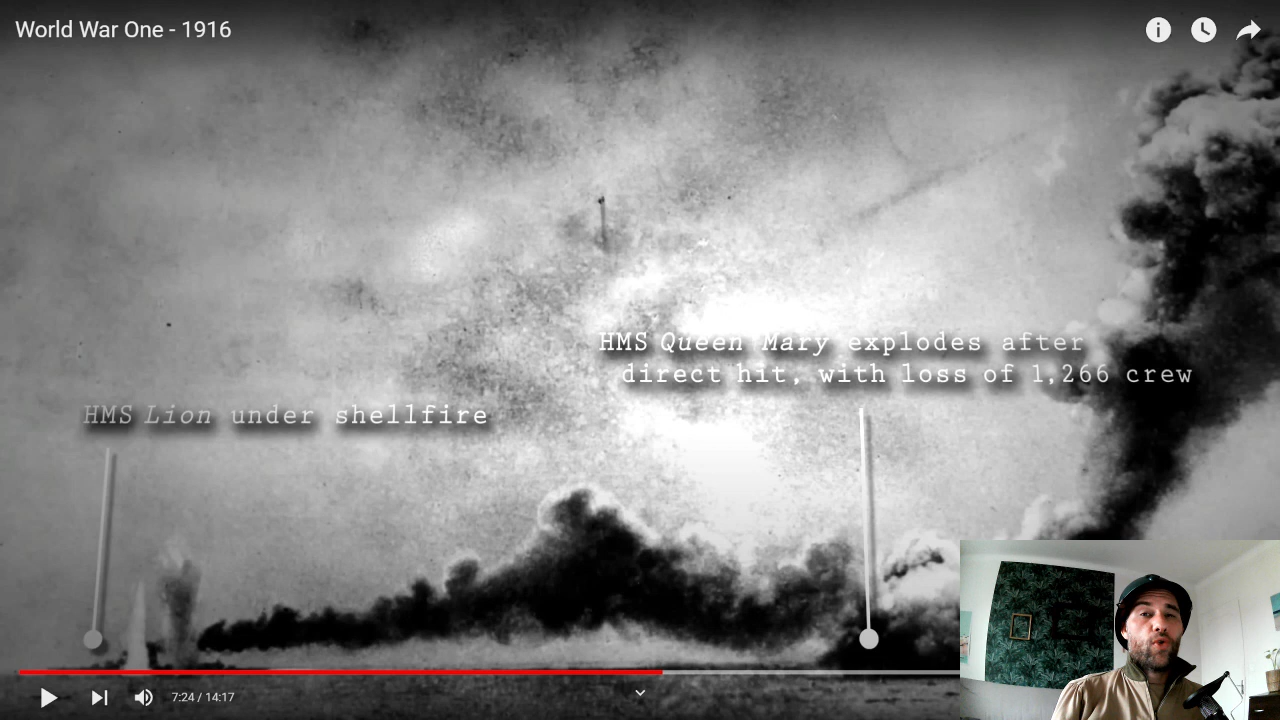 World War One - 1916
HMS Queen Mary explodes after
direct hit, with loss of 1,266 crew
HMS Lion under shellfire
7:24 / 14:17